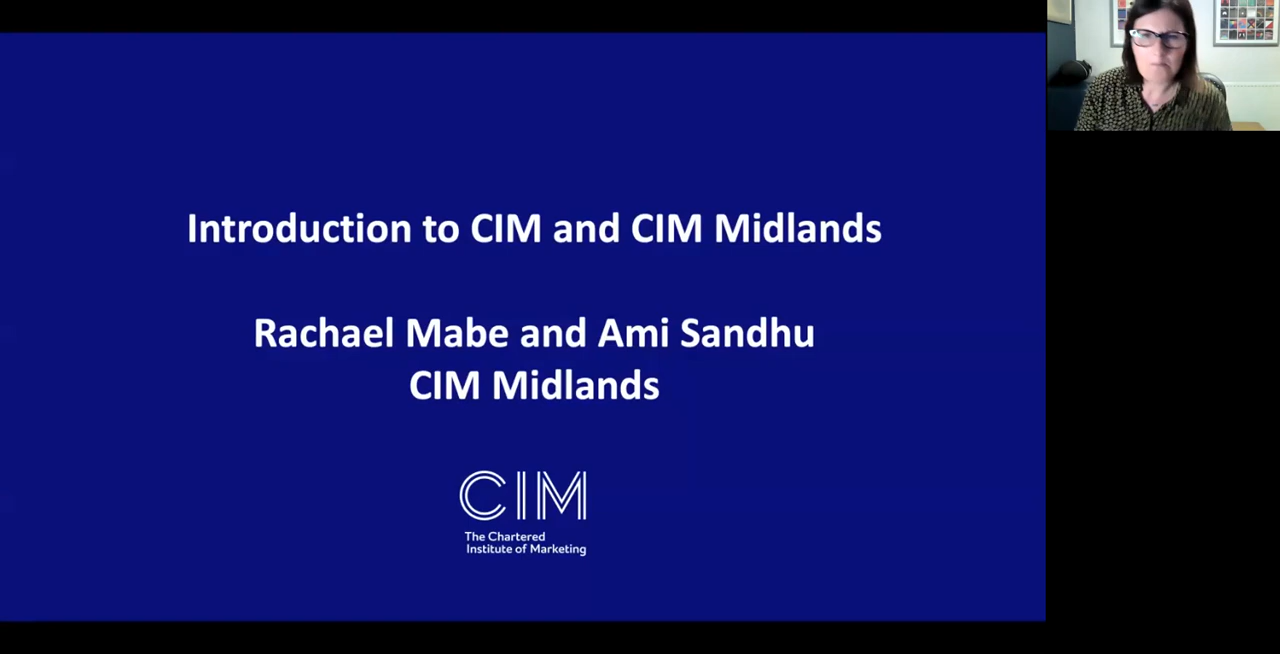 Introduction to CIM and CIM Midlands
Rachael Mabe and Ami Sandhu
CIM Midlands
CIM
The Chartered
Institute of Marketing